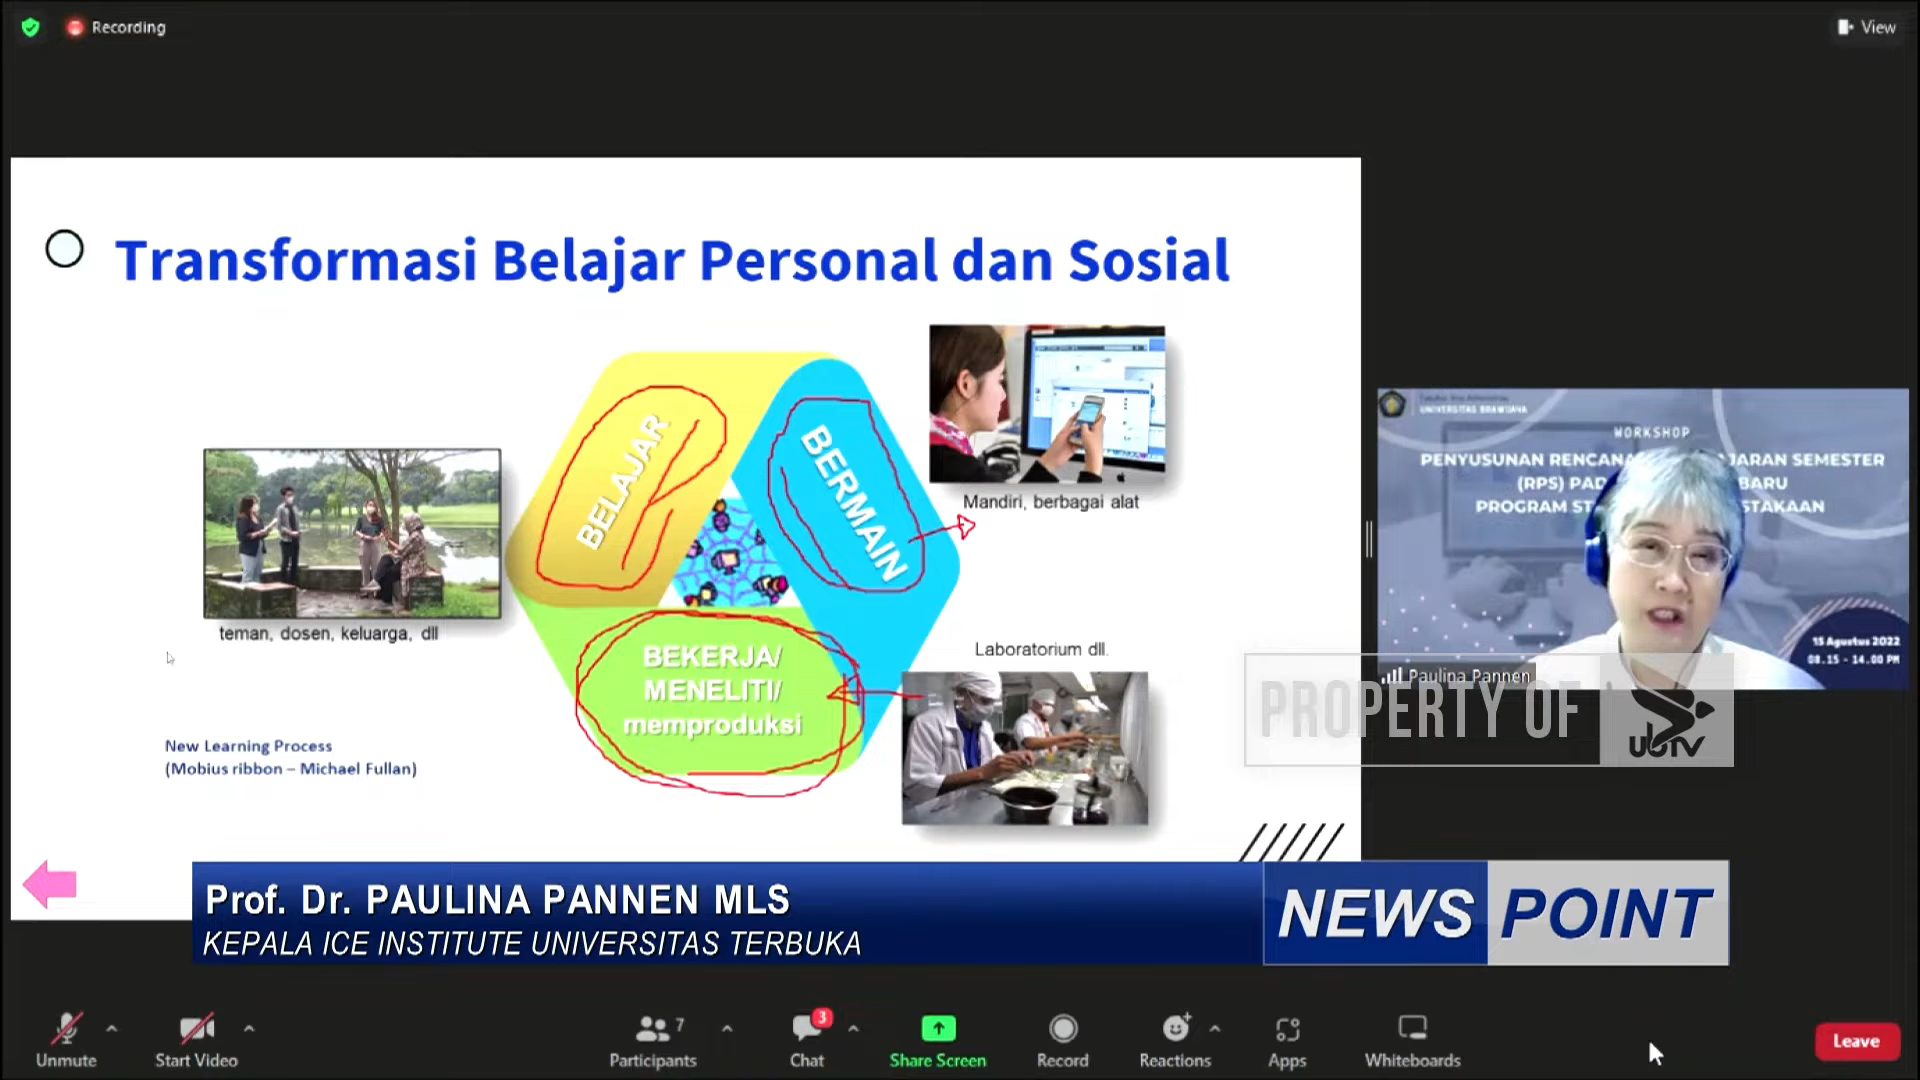 Recording
View
Transformasi Belajar Personal dan Sosial
BELAJAR
BERMAIN
Mandiri, berbagai alat
teman, dosen, keluarga, dll
BEKERJA/
MENELITI/
memproduksi
Laboratorium dll.
New Learning Process
(Mobius ribbon – Michael Fullan)
UNIVERSITAS BRAWIJAYA
WORKSHOP
PENYUSUNAN RENCANA JARAN SEMESTER
(RPS) PAD BARU
PROGRAM ST STAKAAN
15 Agustus 2022
08.15 - 14.00 PM
Paulina Pannen
PROPERTY OF
UBTV
Prof. Dr. PAULINA PANNEN MLS
KEPALA ICE INSTITUTE UNIVERSITAS TERBUKA
NEWS POINT
Unmute
Start Video
7
Participants
3
Chat
Share Screen
Record
Reactions
Apps
Whiteboards
Leave